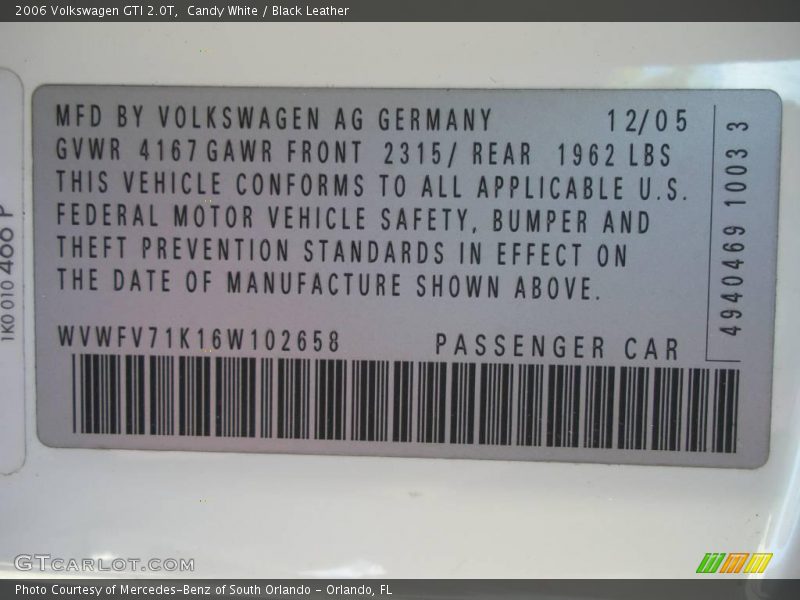 2006 Volkswagen GTI 2.0T, Candy White / Black Leather
MFD BY VOLKSWAGEN AG GERMANY 12/05
GVWR 4167 GAWR FRONT 2315/ REAR 1962 LBS
THIS VEHICLE CONFORMS TO ALL APPLICABLE U.S.
FEDERAL MOTOR VEHICLE SAFETY, BUMPER AND
THEFT PREVENTION STANDARDS IN EFFECT ON
THE DATE OF MANUFACTURE SHOWN ABOVE.
WVWFV71K16W102658 PASSENGER CAR
4940469 1003 3
1K0 010 400 P
GTCARLOT.COM
Photo Courtesy of Mercedes-Benz of South Orlando - Orlando, FL